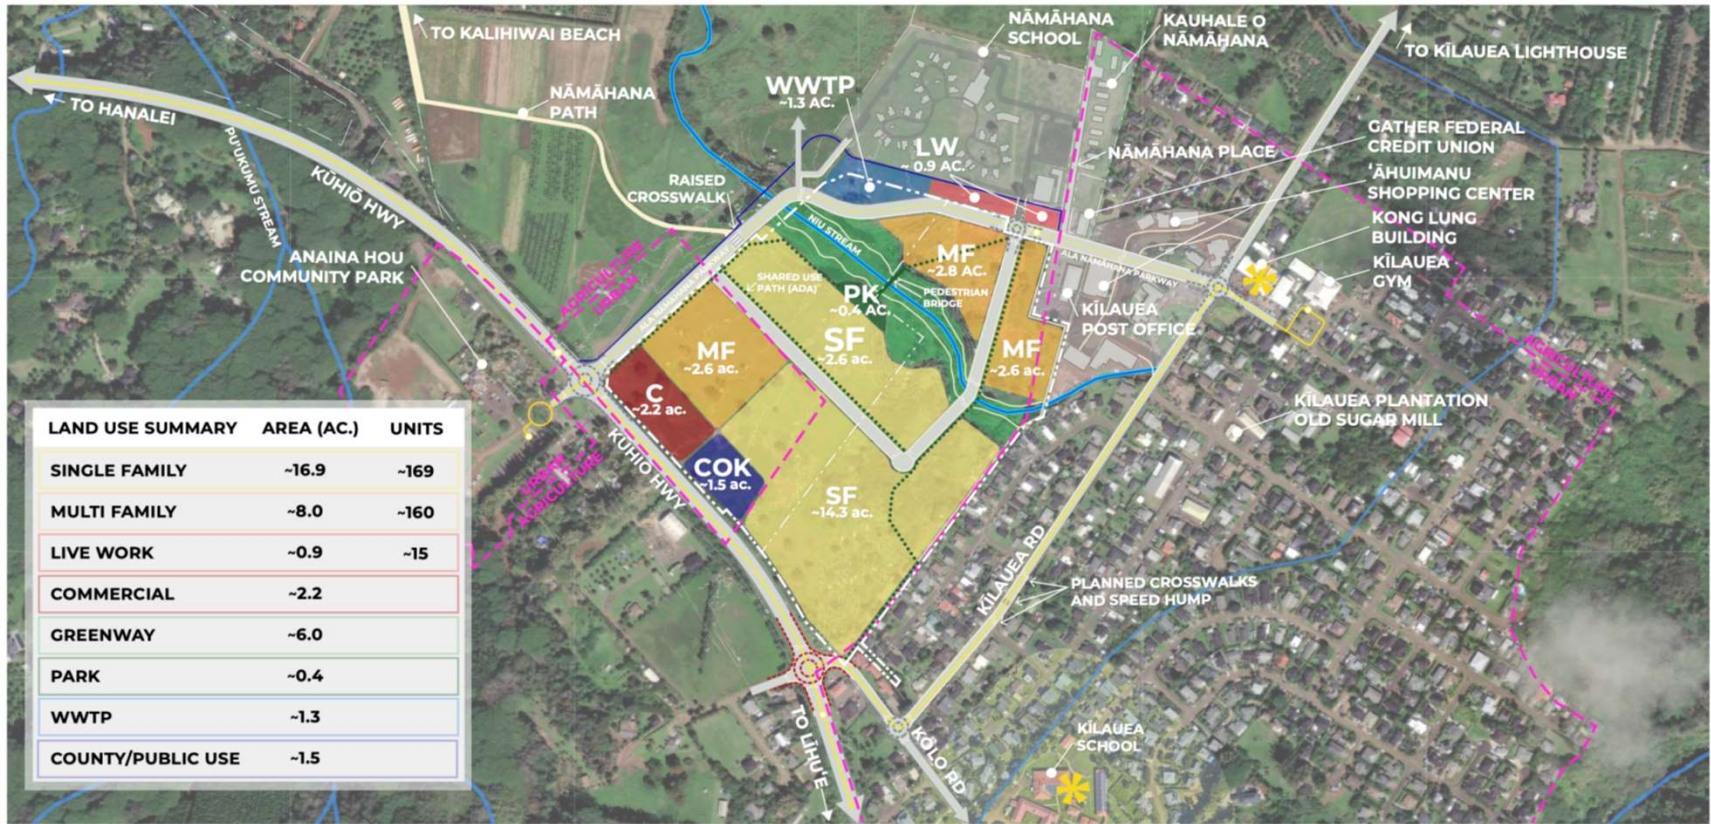 TO KALIHIWAI BEACH
NĀMĀHANA
SCHOOL
KAUHALE O
NĀMĀHANA
TO KĪLAUEA LIGHTHOUSE
TO HANALEI
NĀMĀHANA
PATH
WWTP
~1.3 AC.
GATHER FEDERAL
CREDIT UNION
PU'UKUMU STREAM
KŪHIŌ HWY
LW
~ 0.9 AC.
NĀMĀHANA PLACE
'ĀHUIMANU
SHOPPING CENTER
RAISED
CROSSWALK
KONG LUNG
BUILDING
KĪLAUEA
GYM
ANAINA HOU
COMMUNITY PARK
AGRICULTURE
URBAN
NIU STREAM
MF
~2.8 AC.
ALA NAMAHANA PARKWAY
ALA NAMAHANA PARKWAY
SHARED USE
PATH (ADA)
PK
~0.4 AC.
PEDESTRIAN
BRIDGE
KĪLAUEA
POST OFFICE
SF
~2.6 ac.
MF
~2.6 ac.
MF
~2.6 ac.
AGRICULTURE
URBAN
C
~2.2 ac.
KĪLAUEA PLANTATION
OLD SUGAR MILL
KŪHIŌ HWY
COK
~1.5 ac.
URBAN
AGRICULTURE
SF
~14.3 ac.
KĪLAUEA RD
PLANNED CROSSWALKS
AND SPEED HUMP
TO LĪHU'E
KOLO RD
KĪLAUEA
SCHOOL
LAND USE SUMMARY AREA (AC.) UNITS
SINGLE FAMILY ~16.9 ~169
MULTI FAMILY ~8.0 ~160
LIVE WORK ~0.9 ~15
COMMERCIAL ~2.2
GREENWAY ~6.0
PARK ~0.4
WWTP ~1.3
COUNTY/PUBLIC USE ~1.5